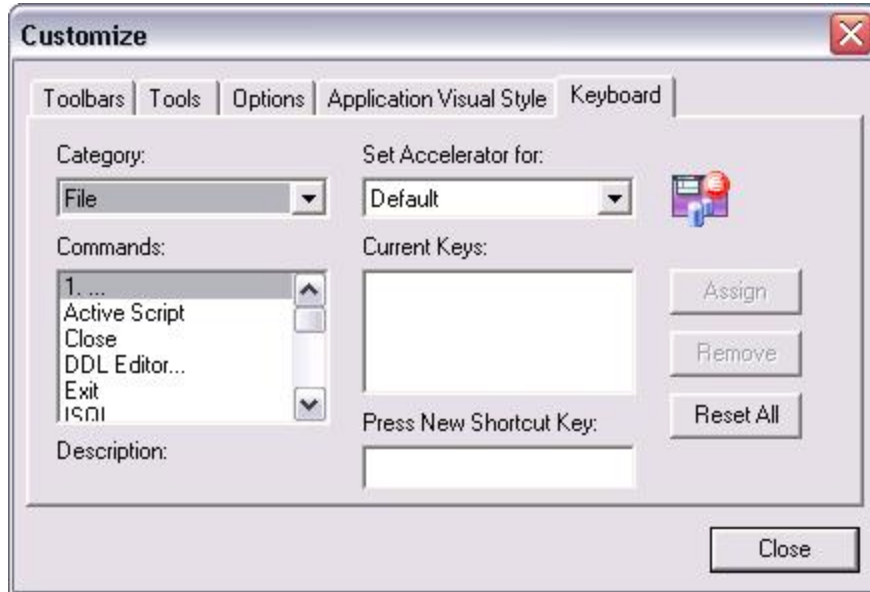 Customize
Toolbars Tools Options Application Visual Style Keyboard
Category:
File
Set Accelerator for:
Default
Commands:
1. ...
Active Script
Close
DDL Editor...
Exit
ISQL
Description:
Current Keys:
Press New Shortcut Key:
Assign
Remove
Reset All
Close